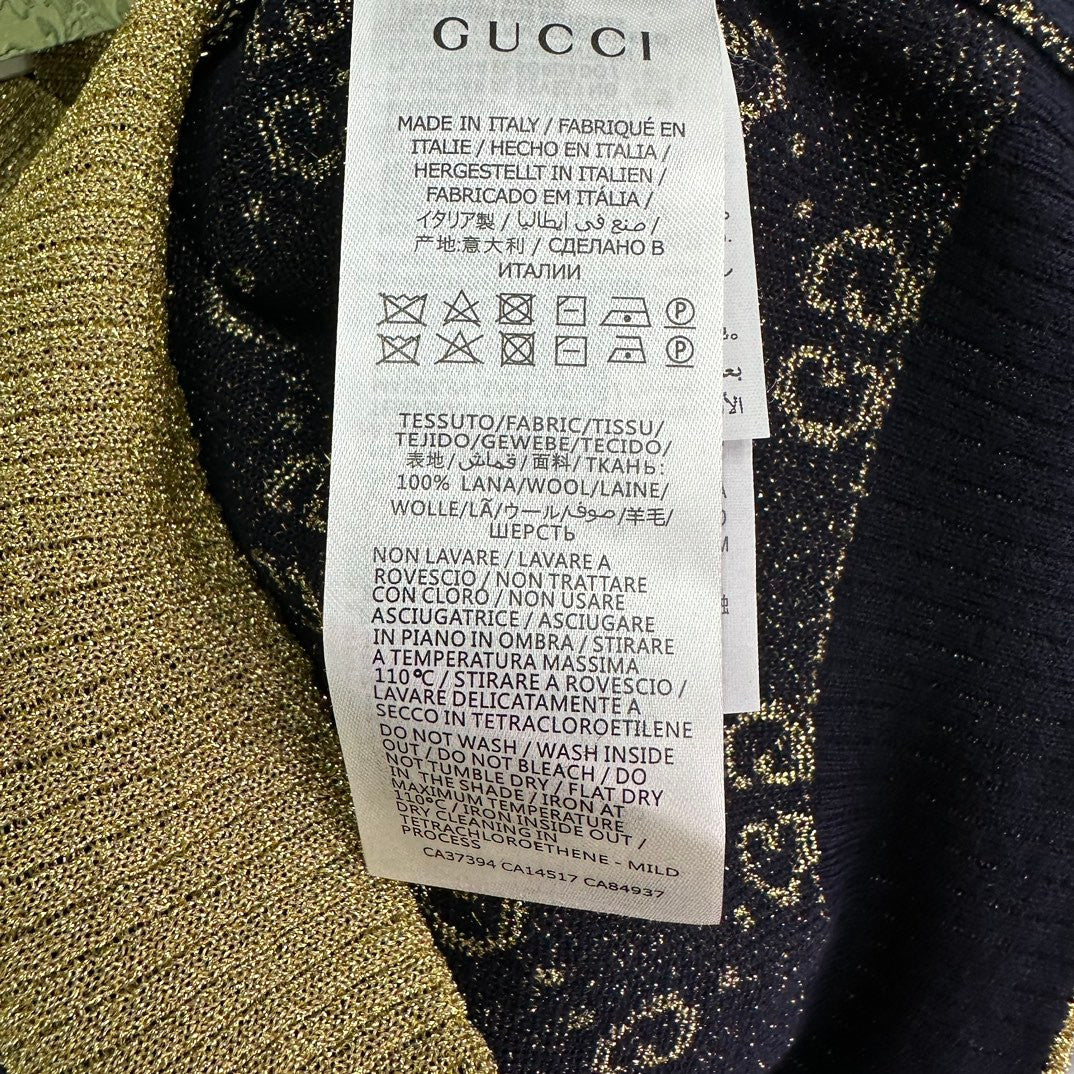 GUCCI
MADE IN ITALY / FABRIQUÉ EN
ITALIE / HECHO EN ITALIA /
HERGESTELLT IN ITALIEN /
FABRICADO EM ITÁLIA /
イタリア製 / صنع في ايطاليا /
产地:意大利 / СДЕЛАНО В
ИТАЛИИ
TESSUTO/FABRIC/TISSU/
TEJIDO/GEWEBE/TECIDO/
表地/قماش/面料/ТКАНЬ:
100% LANA/WOOL/LAINE/
WOLLE/LÃ/ウール/صوف/羊毛/
ШЕРСТЬ
NON LAVARE / LAVARE A
ROVESCIO / NON TRATTARE
CON CLORO / NON USARE
ASCIUGATRICE / ASCIUGARE
IN PIANO IN OMBRA / STIRARE
A TEMPERATURA MASSIMA
110°C / STIRARE A ROVESCIO /
LAVARE DELICATAMENTE A
SECCO IN TETRACLOROETILENE
DO NOT WASH / WASH INSIDE
OUT / DO NOT BLEACH / DO
NOT TUMBLE DRY / FLAT DRY
IN THE SHADE / IRON AT
MAXIMUM TEMPERATURE
110°C / IRON INSIDE OUT /
DRY CLEANING IN
TETRACHLOROETHENE - MILD
PROCESS
CA37394 CA14517 CA84937